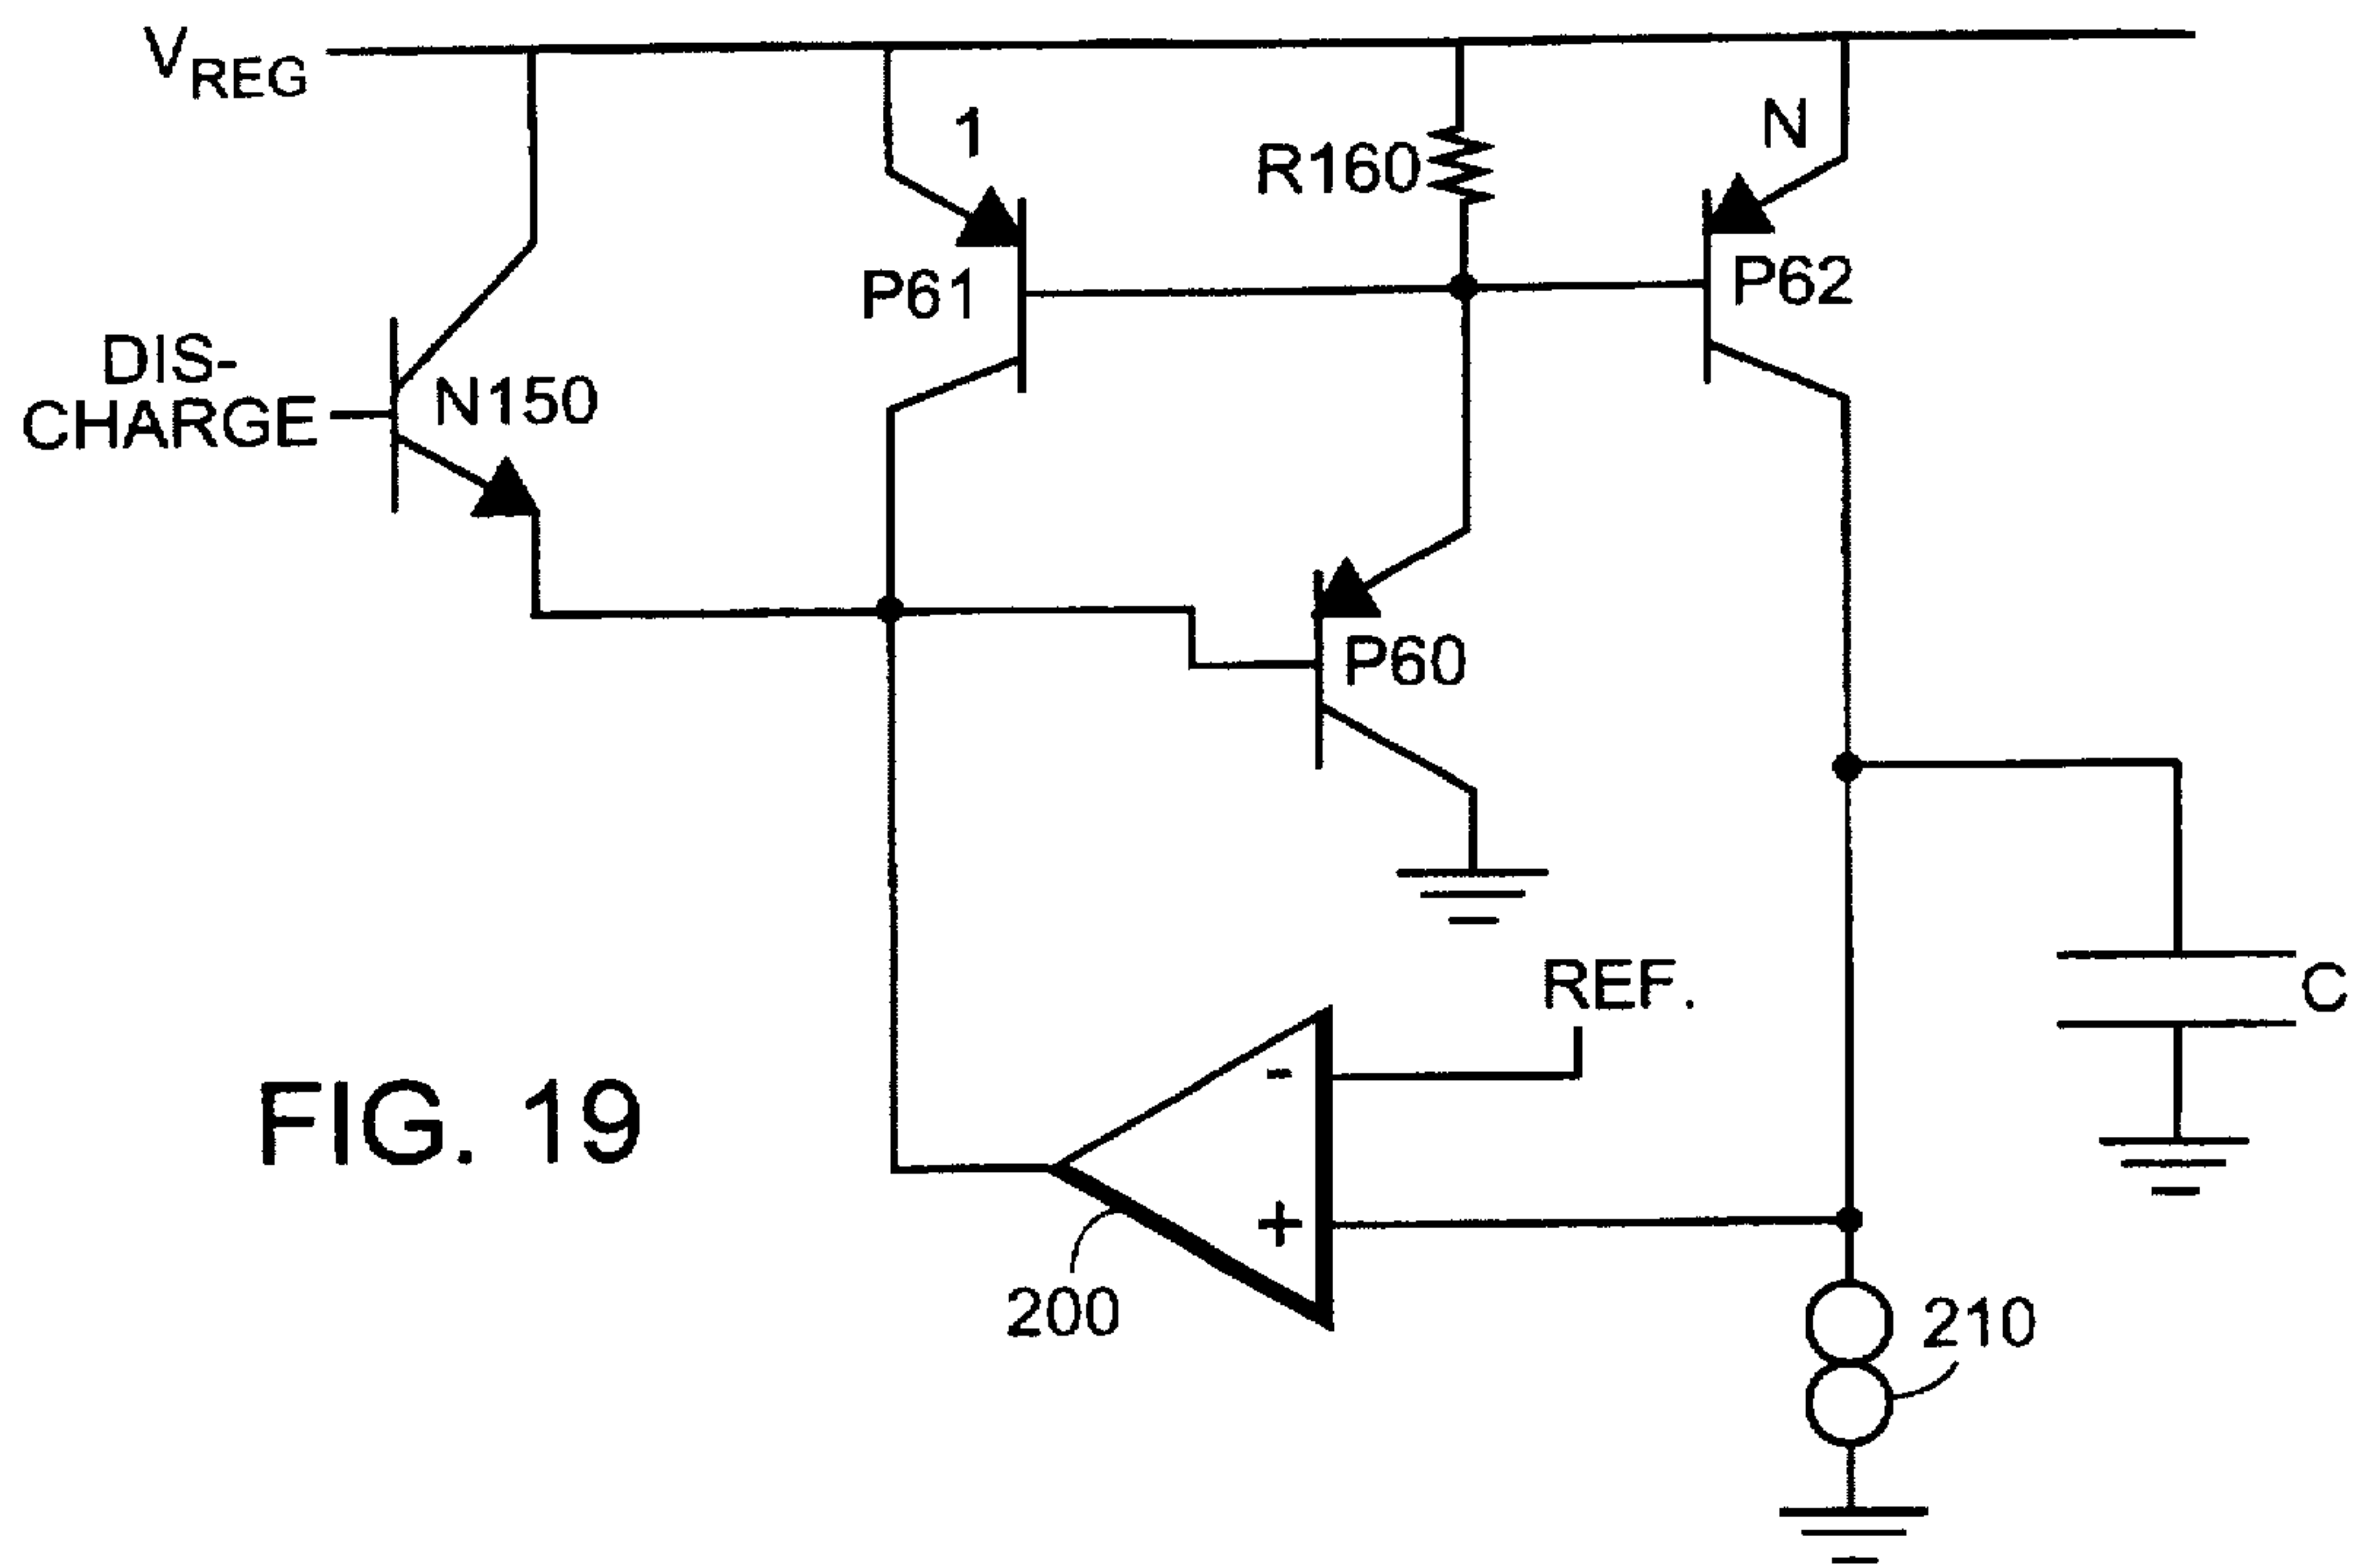 VREG
1
R160
N
P61
P62
DIS-
CHARGE
N150
P60
REF.
-
C
FIG. 19
+
200
210